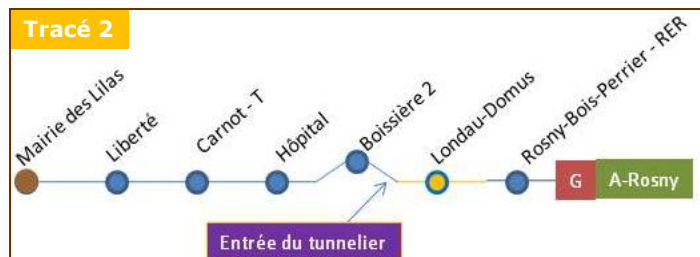 Tracé 2
Mairie des Lilas
Liberté
Carnot - T
Hôpital
Boissière 2
Londau-Domus
Rosny-Bois-Perrier - RER
G
A-Rosny
Entrée du tunnelier